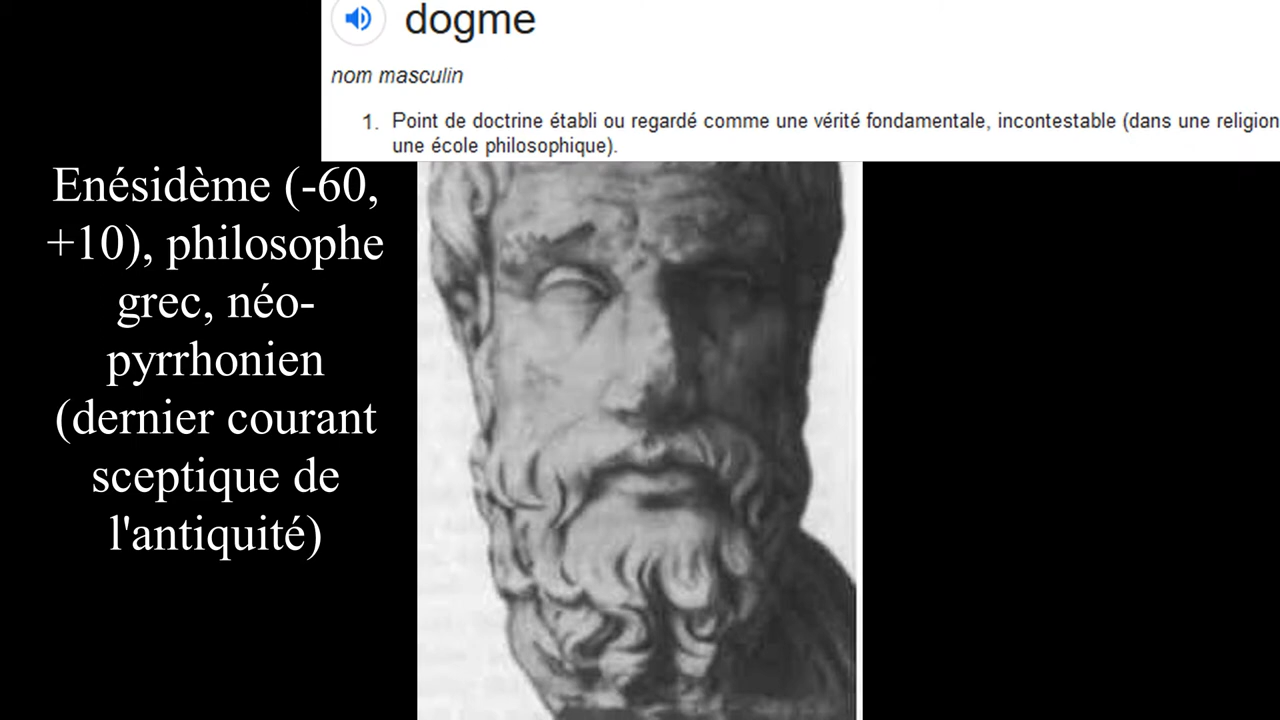 dogme
nom masculin
1. Point de doctrine établi ou regardé comme une vérité fondamentale, incontestable (dans une religion
une école philosophique).
Enésidème (-60,
+10), philosophe
grec, néo-
pyrrhonien
(dernier courant
sceptique de
l'antiquité)